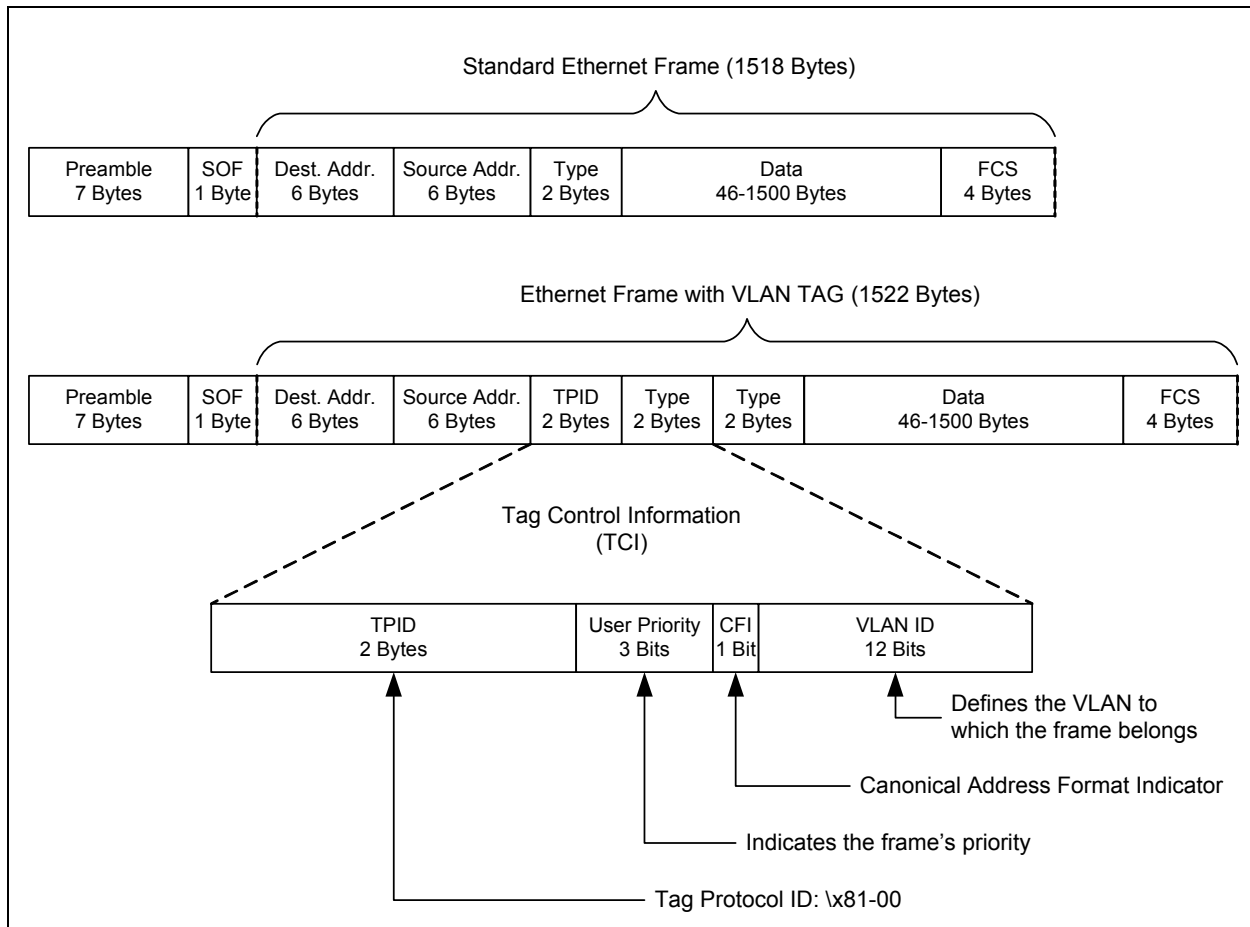 Standard Ethernet Frame (1518 Bytes)
Preamble
7 Bytes
SOF
1 Byte
Dest. Addr.
6 Bytes
Source Addr.
6 Bytes
Type
2 Bytes
Data
46-1500 Bytes
FCS
4 Bytes
Ethernet Frame with VLAN TAG (1522 Bytes)
Preamble
7 Bytes
SOF
1 Byte
Dest. Addr.
6 Bytes
Source Addr.
6 Bytes
TPID
2 Bytes
Type
2 Bytes
Type
2 Bytes
Data
46-1500 Bytes
FCS
4 Bytes
Tag Control Information
(TCI)
TPID
2 Bytes
User Priority
3 Bits
CFI
1 Bit
VLAN ID
12 Bits
Defines the VLAN to
which the frame belongs
Canonical Address Format Indicator
Indicates the frame’s priority
Tag Protocol ID: \x81-00